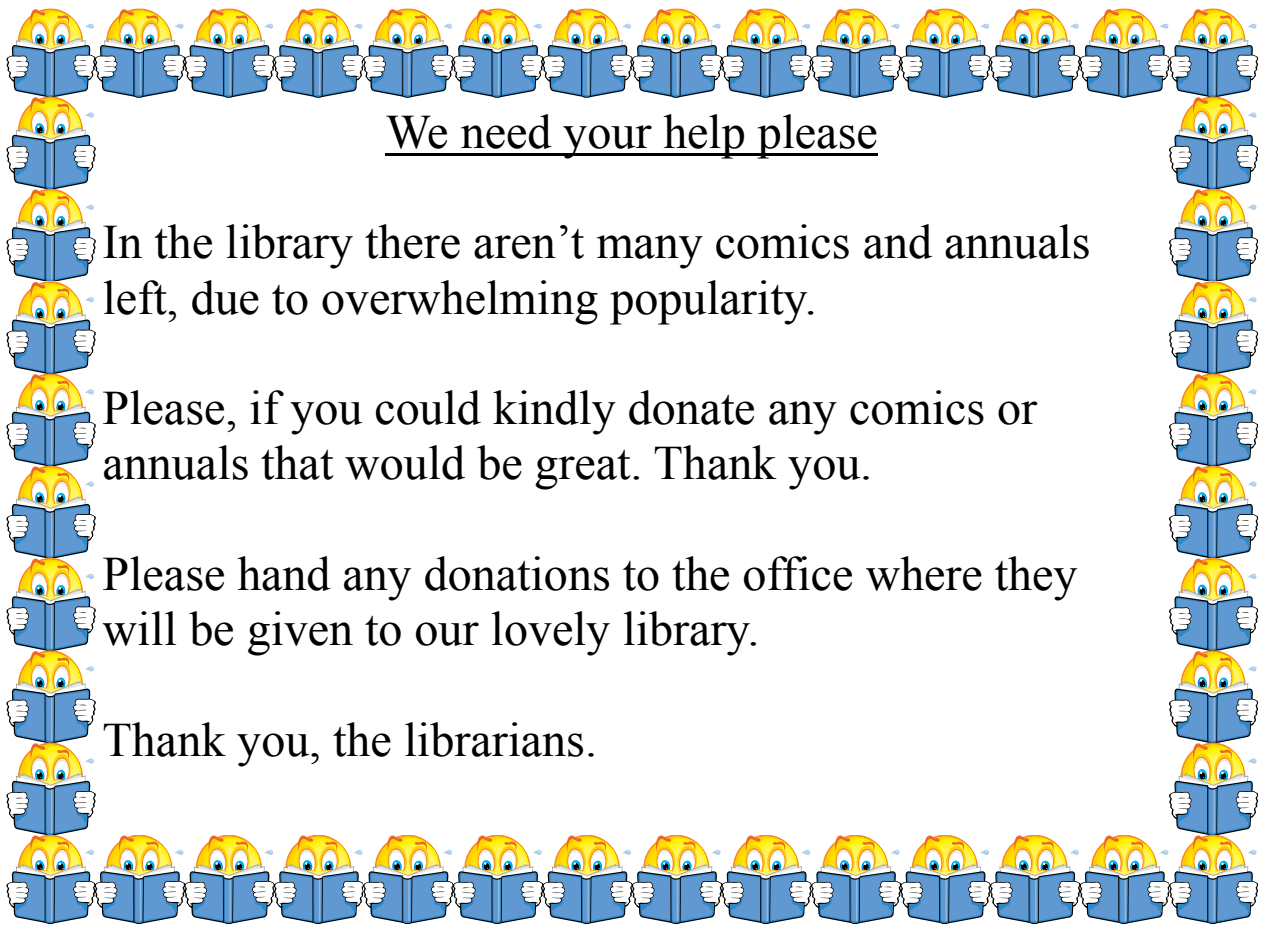 We need your help please
In the library there aren’t many comics and annuals
left, due to overwhelming popularity.
Please, if you could kindly donate any comics or
annuals that would be great. Thank you.
Please hand any donations to the office where they
will be given to our lovely library.
Thank you, the librarians.